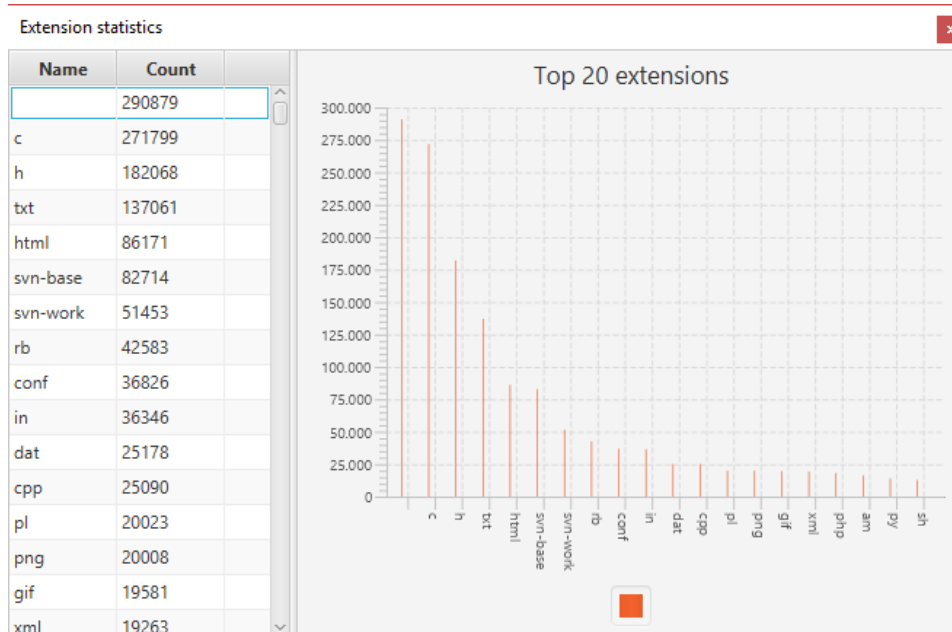 Extension statistics
Name Count
290879
c 271799
h 182068
txt 137061
html 86171
svn-base 82714
svn-work 51453
rb 42583
conf 36826
in 36346
dat 25178
cpp 25090
pl 20023
png 20008
gif 19581
xml 19263
Top 20 extensions
300.000
275.000
250.000
225.000
200.000
175.000
150.000
125.000
100.000
75.000
50.000
25.000
0
c
h
txt
html
svn-base
svn-work
rb
conf
in
dat
cpp
pl
png
gif
xml
php
am
py
sh